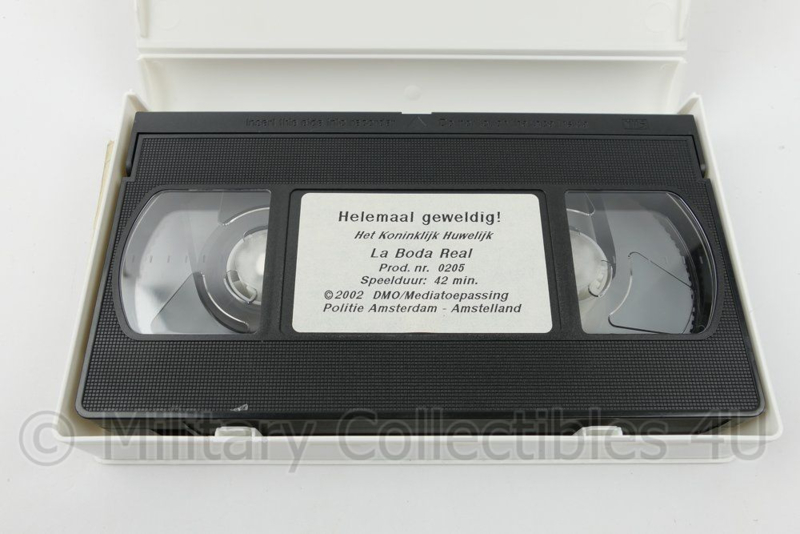 Helemaal geweldig!
Het Koninklijk Huwelijk
La Boda Real
Prod. nr. 0205
Speelduur: 42 min.
©2002 DMO/Mediatoepassing
Politie Amsterdam - Amstelland
© Military Collectibles 4U